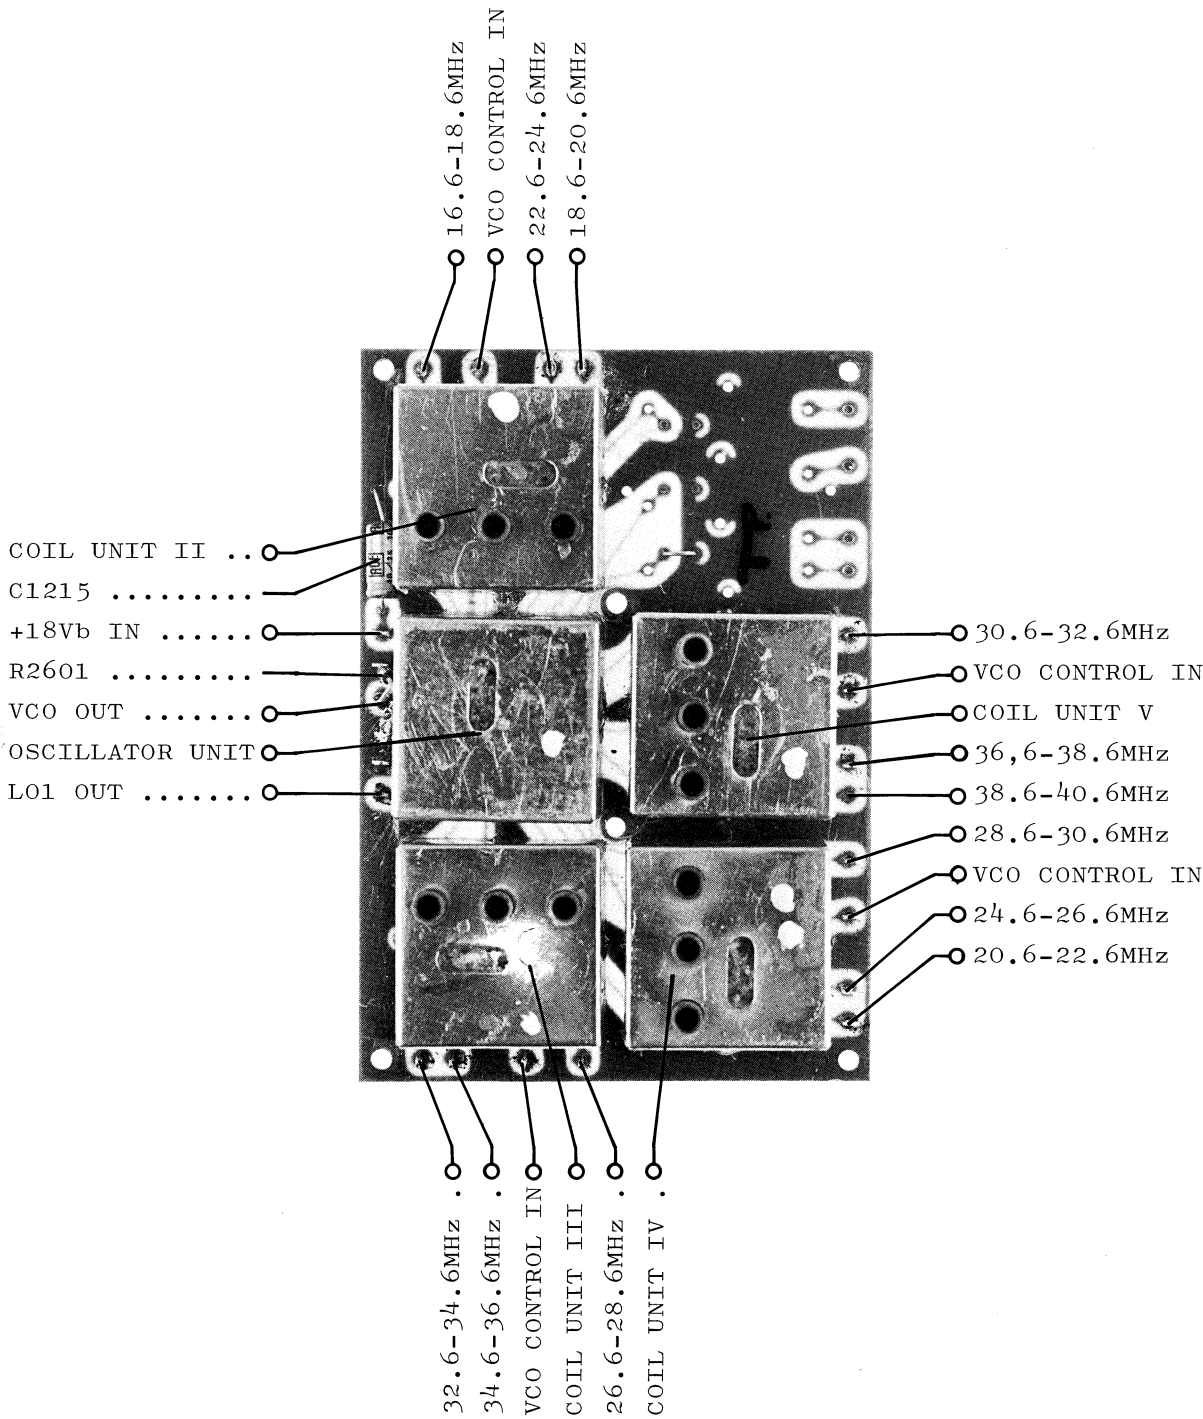 16.6-18.6MHz
VCO CONTROL IN
22.6-24.6MHz
18.6-20.6MHz
COIL UNIT II ..
C1215 .........
+18Vb IN ......
R2601 .........
VCO OUT .......
OSCILLATOR UNIT
LO1 OUT .......
30.6-32.6MHz
VCO CONTROL IN
COIL UNIT V
36,6-38.6MHz
38.6-40.6MHz
28.6-30.6MHz
VCO CONTROL IN
24.6-26.6MHz
20.6-22.6MHz
32.6-34.6MHz .
34.6-36.6MHz .
VCO CONTROL IN
COIL UNIT III
26.6-28.6MHz .
COIL UNIT IV .